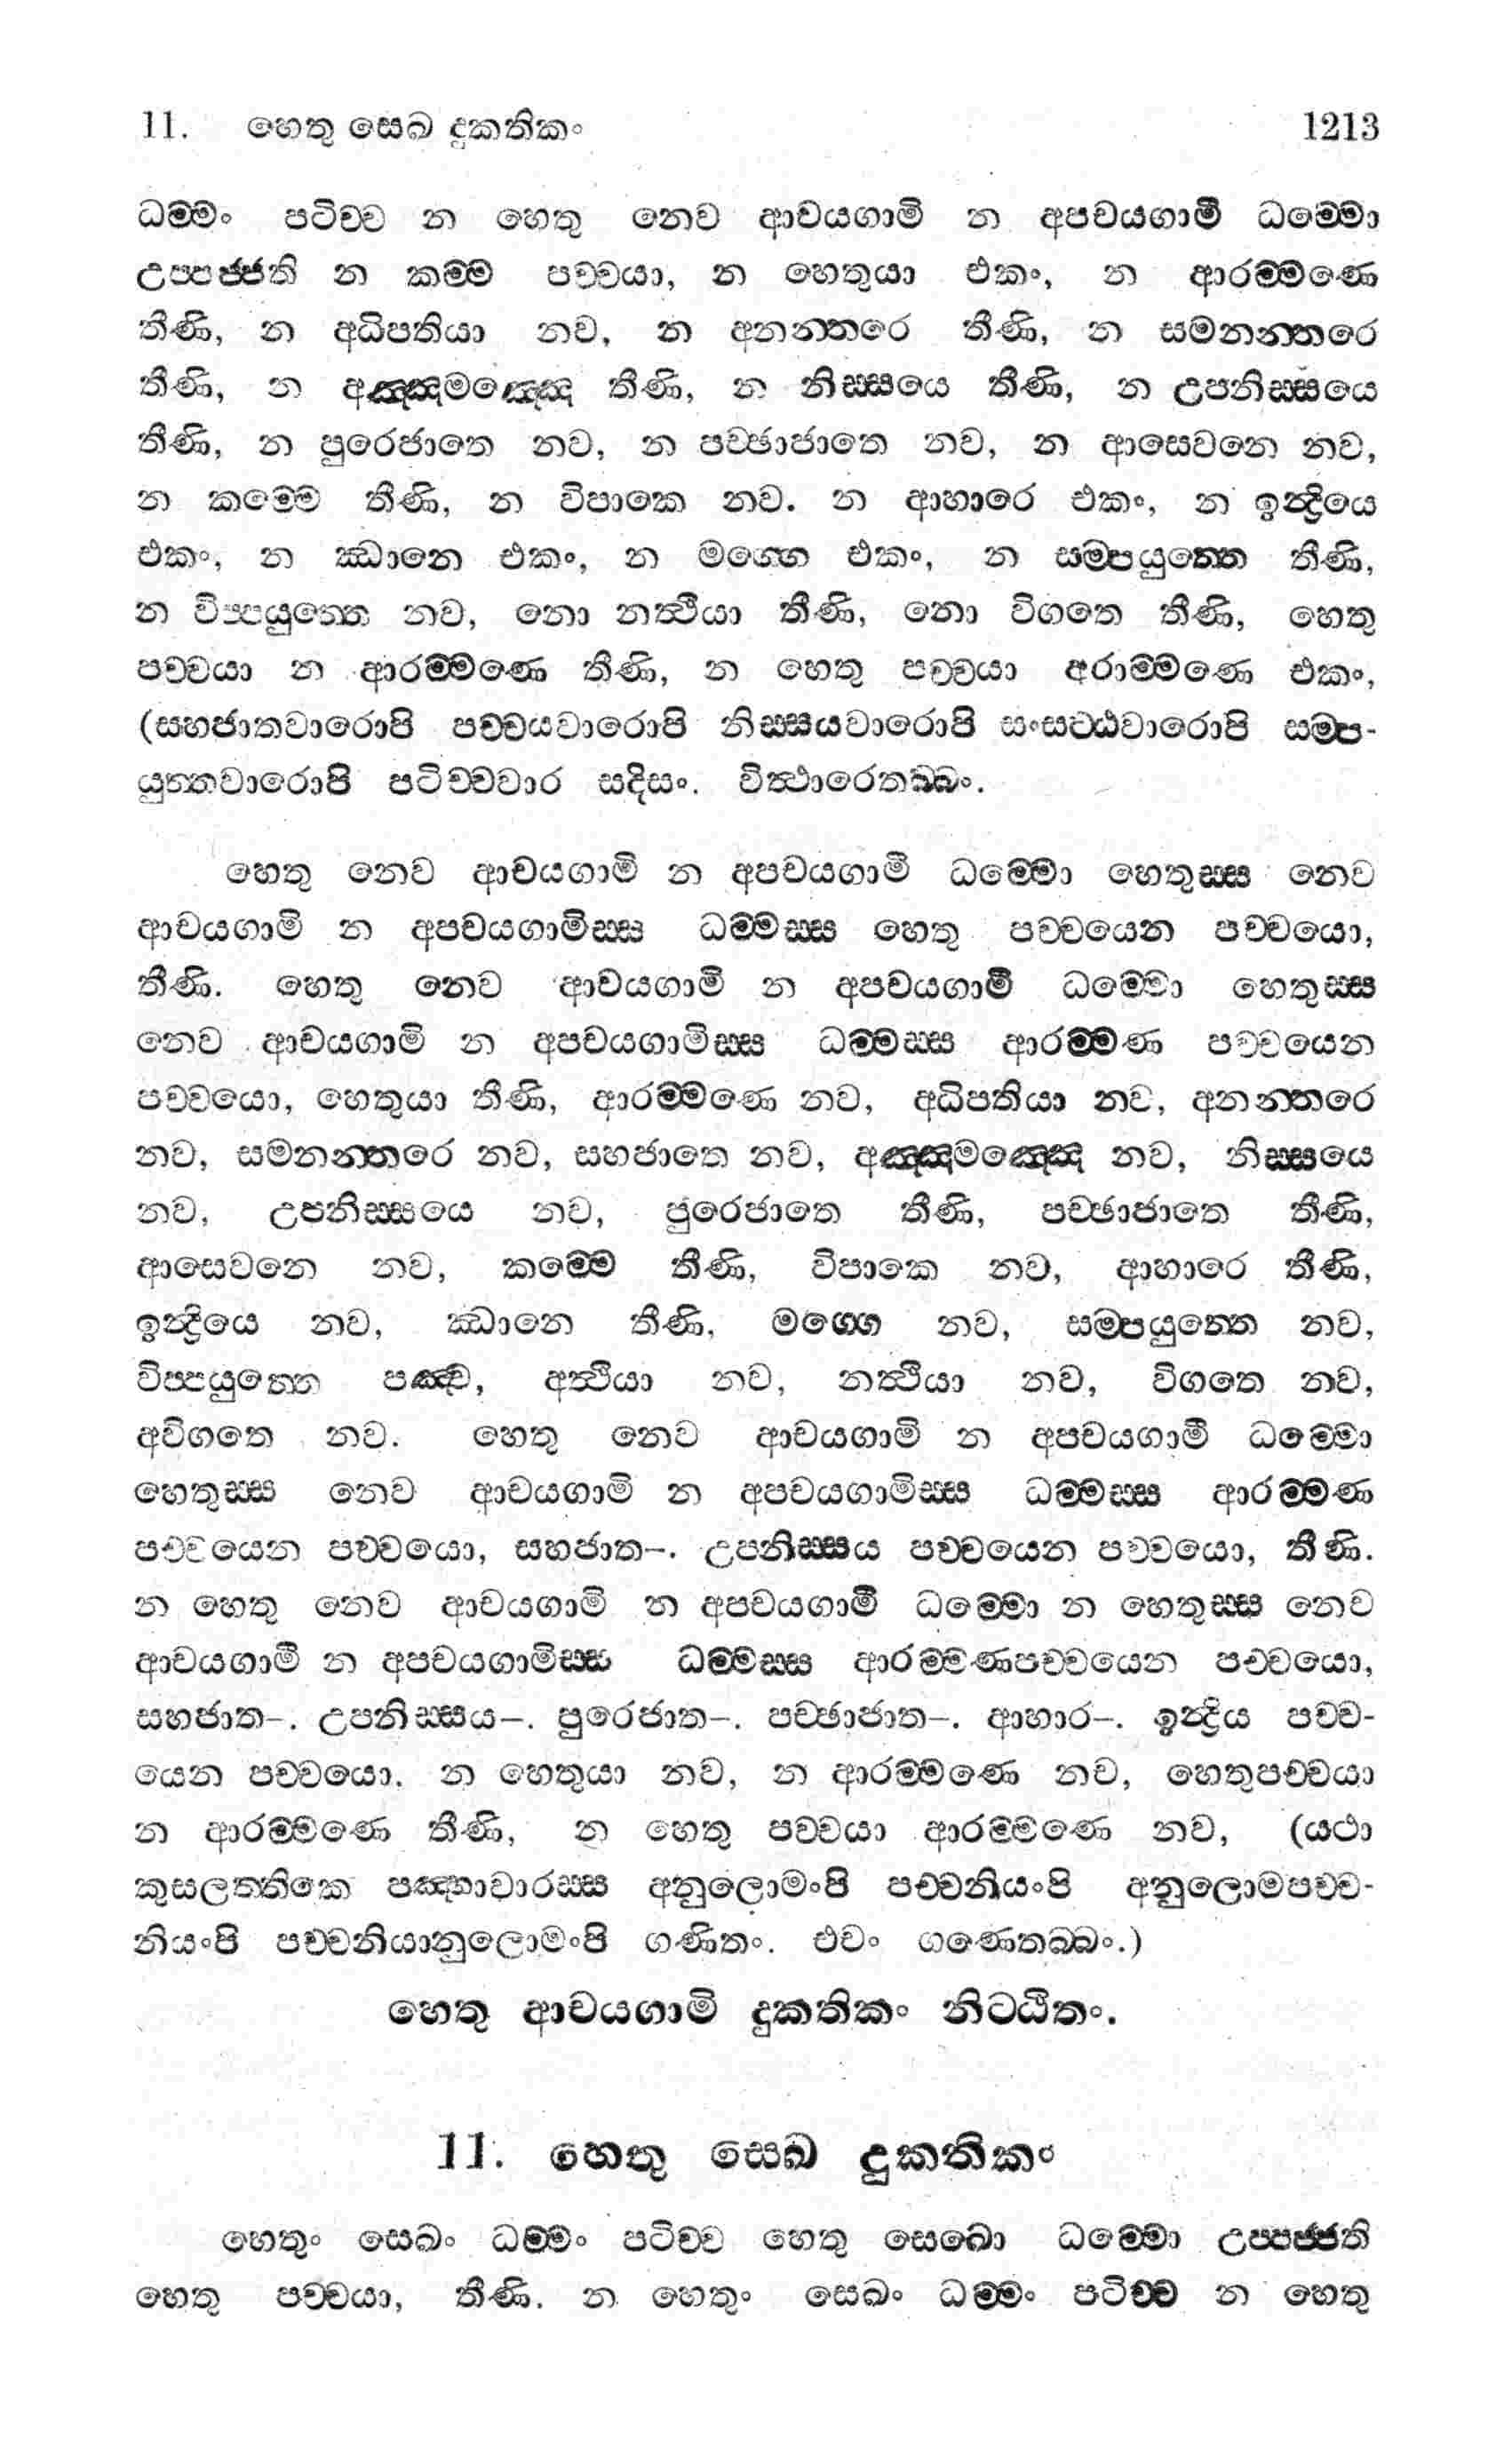 11. හෙතු සෙඛ දුකතිකං 1213
ධම්මං පටිච්ච න හෙතු නෙව ආචයගාමි න අපචයගාමී ධම්මො
උප්පජ්ජති න කම්ම පච්චයා, න හෙතුයා එකං, න ආරම්මණෙ
තීණි, න අධිපතියා නව, න අනන්තරෙ තීණි, න සමනන්තරෙ
තීණි, න අඤ්ඤමඤ්ඤෙ තීණි, න නිස්සයෙ තීණි, න උපනිස්සයෙ
තීණි, න පුරෙජාතෙ නව, න පච්ඡාජාතෙ නව, න ආසෙවනෙ නව,
න කම්මෙ තීණි, න විපාකෙ නව. න ආහාරෙ එකං, න ඉන්ද්‍රියෙ
එකං, න ඣානෙ එකං, න මග්ගෙ එකං, න සම්පයුත්තෙ තීණි,
න විප්පයුත්තෙ නව, නො නත්ථියා තීණි, නො විගතෙ තීණි, හෙතු
පච්චයා න ආරම්මණෙ තීණි, න හෙතු පච්චයා අරාම්මණෙ එකං,
(සහජාතවාරොපි පච්චයවාරොපි නිස්සයවාරොපි සංසට්ඨවාරොපි සම්ප-
යුත්තවාරොපි පටිච්චවාර සදිසං. විත්ථාරෙතබ්බං.
හෙතු නෙව ආචයගාමි න අපචයගාමී ධම්මො හෙතුස්ස නෙව
ආචයගාමි න අපචයගාමිස්ස ධම්මස්ස හෙතු පච්චයෙන පච්චයො,
තීණි. හෙතු නෙව ආචයගාමි න අපචයගාමී ධම්මො හෙතුස්ස
නෙව ආචයගාමි න අපචයගාමිස්ස ධම්මස්ස ආරම්මණ පච්චයෙන
පච්චයො, හෙතුයා තීණි, ආරම්මණෙ නව, අධිපතියා නව, අනන්තරෙ
නව, සමනන්තරෙ නව, සහජාතෙ නව, අඤ්ඤමඤ්ඤෙ නව, නිස්සයෙ
නව, උපනිස්සයෙ නව, පුරෙජාතෙ තීණි, පච්ඡාජාතෙ තීණි,
ආසෙවනෙ නව, කම්මෙ තීණි, විපාකෙ නව, ආහාරෙ තීණි,
ඉන්ද්‍රියෙ නව, ඣානෙ තීණි, මග්ගෙ නව, සම්පයුත්තෙ නව,
විප්පයුත්තෙ පඤ්ච, අත්ථියා නව, නත්ථියා නව, විගතෙ නව,
අවිගතෙ නව. හෙතු නෙව ආචයගාමි න අපචයගාමී ධම්මො
හෙතුස්ස නෙව ආචයගාමි න අපචයගාමිස්ස ධම්මස්ස ආරම්මණ
පච්චයෙන පච්චයො, සහජාත–. උපනිස්සය පච්චයෙන පච්චයො, තීණි.
න හෙතු නෙව ආචයගාමි න අපචයගාමී ධම්මො න හෙතුස්ස නෙව
ආචයගාමී න අපචයගාමිස්ස ධම්මස්ස ආරම්මණපච්චයෙන පච්චයො,
සහජාත–. උපනිස්සය–. පුරෙජාත–. පච්ඡාජාත–. ආහාර–. ඉන්ද්‍රිය පච්ච-
යෙන පච්චයො. න හෙතුයා නව, න ආරම්මණෙ නව, හෙතුපච්චයා
න ආරම්මණෙ තීණි, න හෙතු පච්චයා ආරම්මණෙ නව, (යථා
කුසලත්තිකෙ පඤ්හාවාරස්ස අනුලොමංපි පච්චනියංපි අනුලොමපච්ච-
නියංපි පච්චනියානුලොමංපි ගණිතං. එවං ගණෙතබ්බං.)
හෙතු ආචයගාමි දුකතිකං නිට්ඨිතං.
11. හෙතු සෙඛ දුකතිකං
හෙතුං සෙඛං ධම්මං පටිච්ච හෙතු සෙඛො ධම්මො උප්පජ්ජති
හෙතු පච්චයා, තීණි. න හෙතුං සෙඛං ධම්මං පටිච්ච න හෙතු